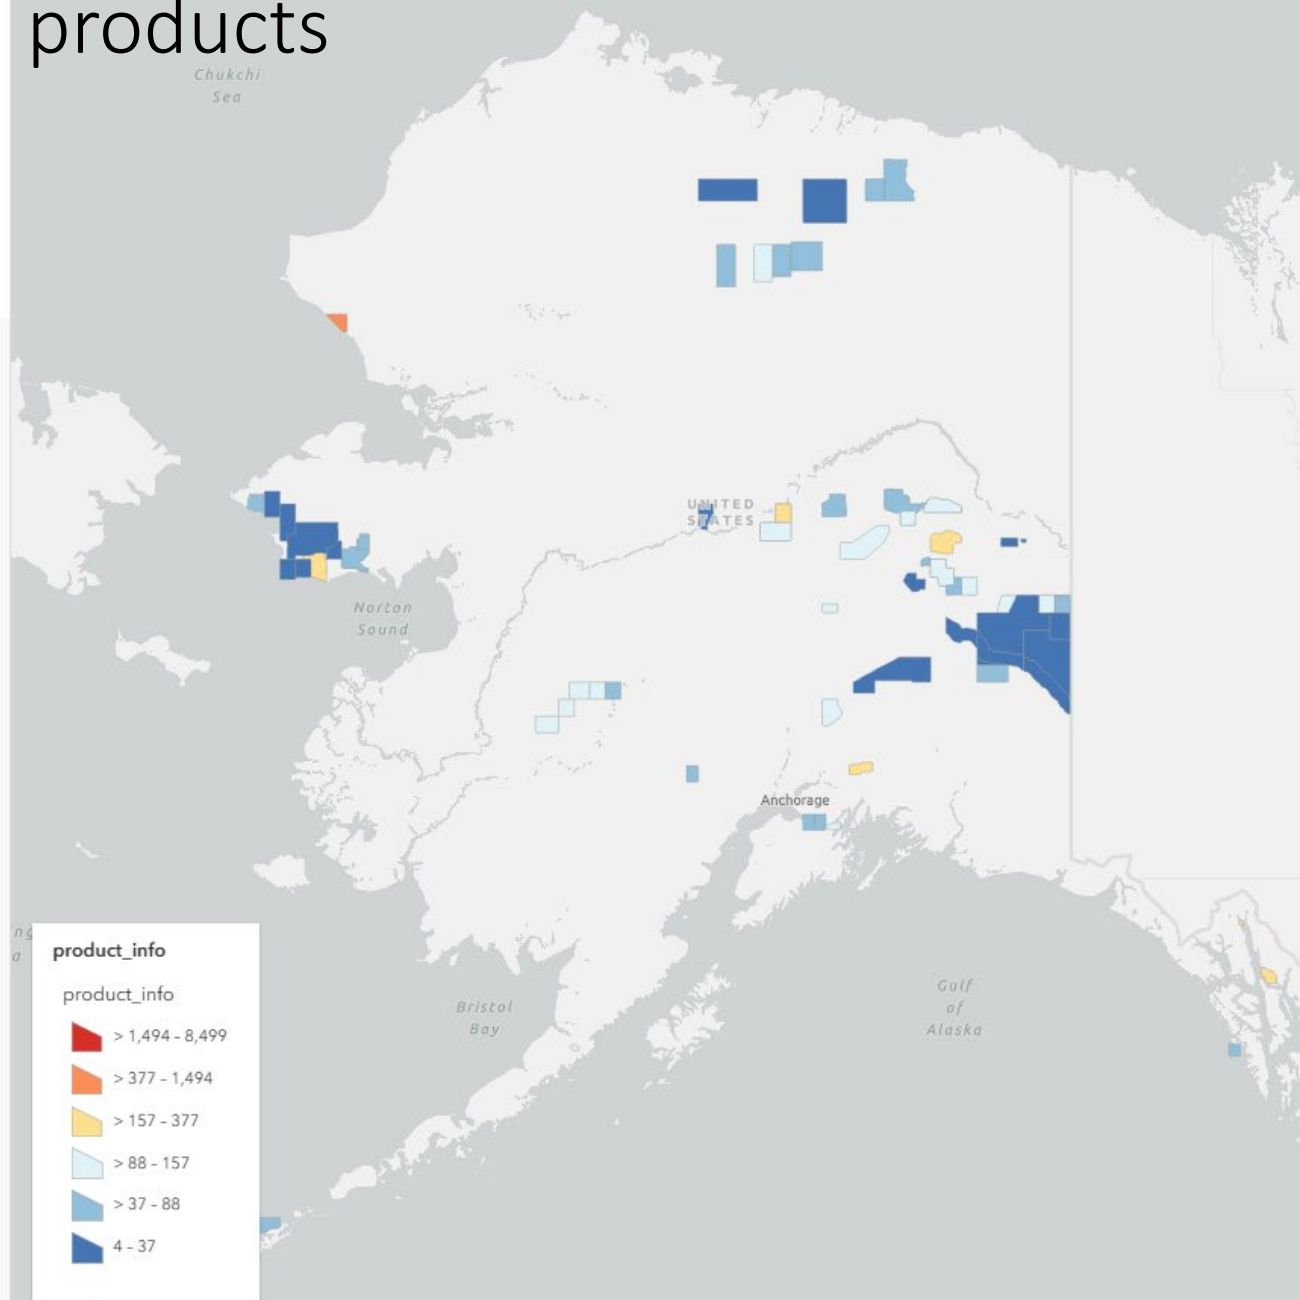 products
Chukchi
Sea
UNITED
STATES
Norton
Sound
Anchorage
ng
a
Bristol
Bay
Gulf
of
Alaska
product_info
product_info
> 1,494 - 8,499
> 377 - 1,494
> 157 - 377
> 88 - 157
> 37 - 88
4 - 37